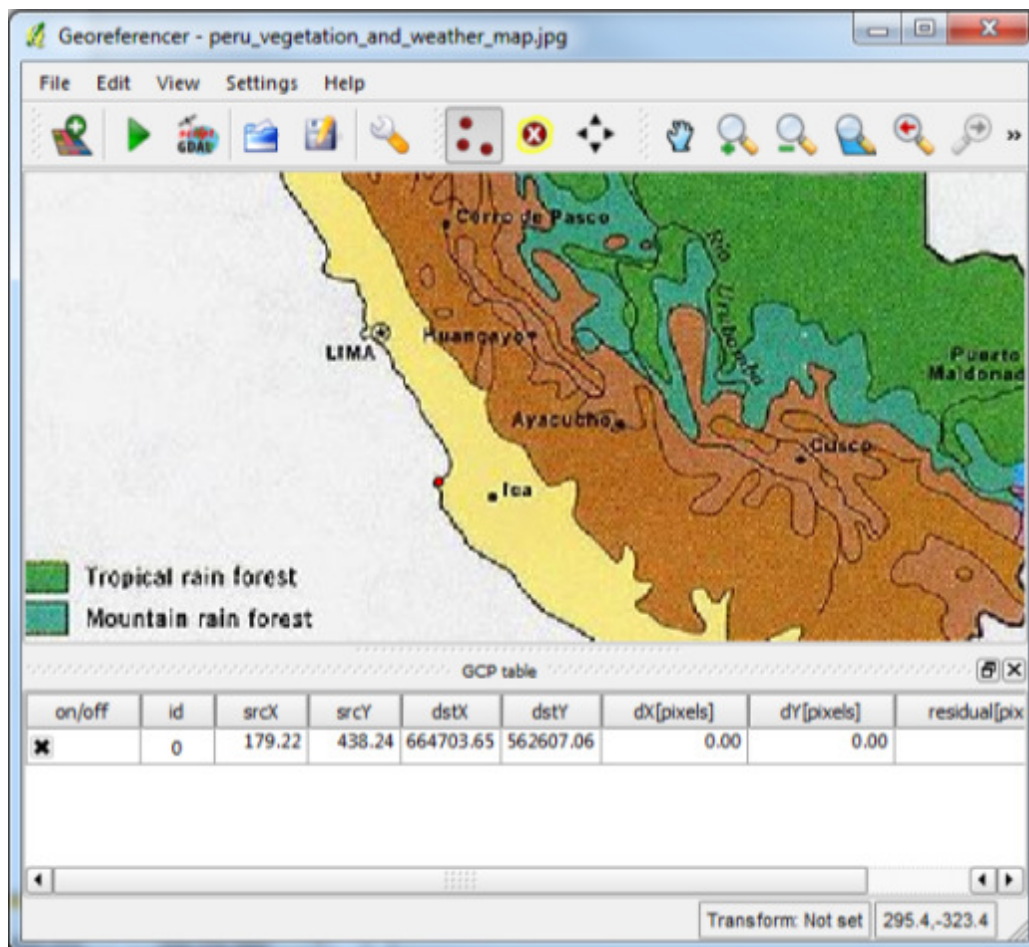 Georeferencer - peru_vegetation_and_weather_map.jpg
File Edit View Settings Help
GDAL
»
Cerro de Pasco
Río Urubamba
Huancayo
LIMA
Puerto
Maldonad
Ayacucho
Cusco
Ica
Tropical rain forest
Mountain rain forest
GCP table
on/off id srcX srcY dstX dstY dX[pixels] dY[pixels] residual[pix
0 179.22 438.24 664703.65 562607.06 0.00 0.00
Transform: Not set 295.4,-323.4